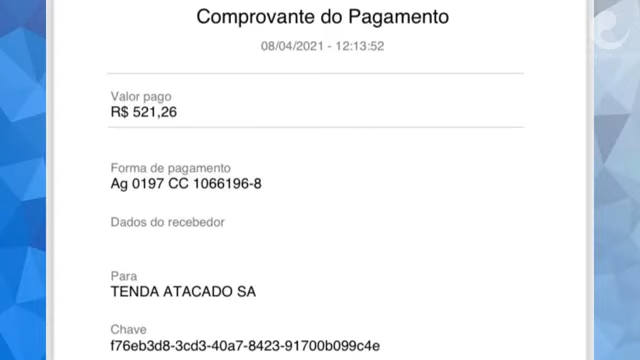 Comprovante do Pagamento
08/04/2021 - 12:13:52
Valor pago
R$ 521,26
Forma de pagamento
Ag 0197 CC 1066196-8
Dados do recebedor
Para
TENDA ATACADO SA
Chave
f76eb3d8-3cd3-40a7-8423-91700b099c4e